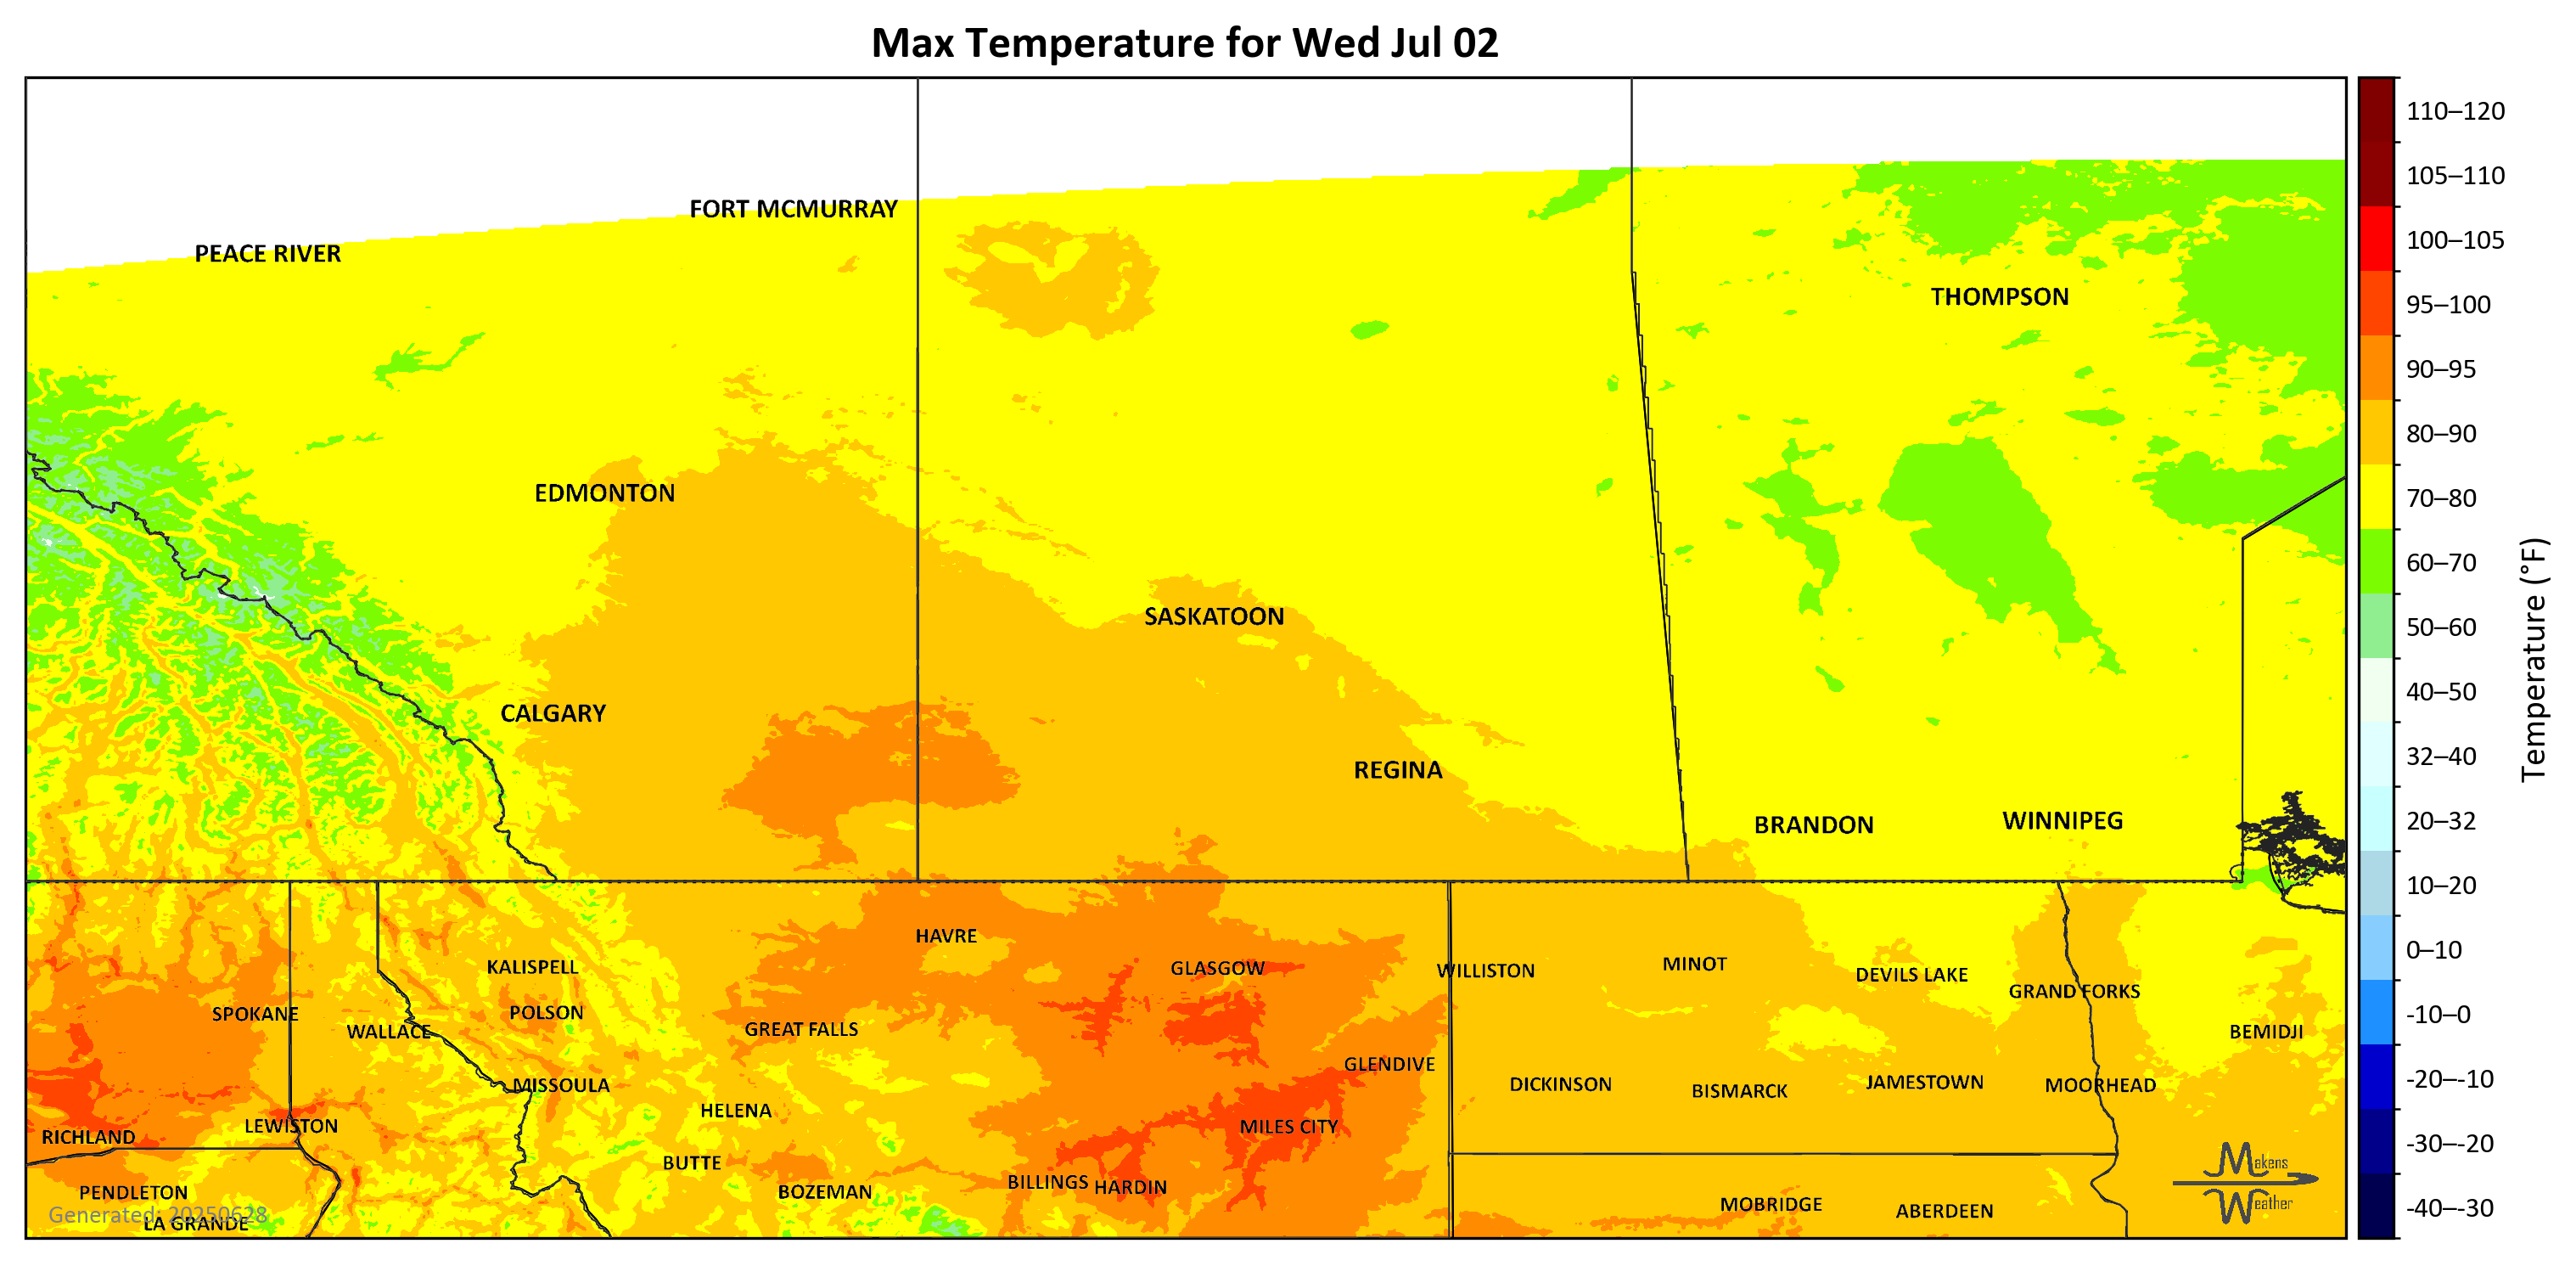 Max Temperature for Wed Jul 02
FORT MCMURRAY
PEACE RIVER
THOMPSON
EDMONTON
SASKATOON
CALGARY
REGINA
BRANDON
WINNIPEG
HAVRE
KALISPELL
GLASGOW
WILLISTON
MINOT
DEVILS LAKE
GRAND FORKS
SPOKANE
POLSON
WALLACE
GREAT FALLS
BEMIDJI
GLENDIVE
MISSOULA
DICKINSON
BISMARCK
JAMESTOWN
MOORHEAD
HELENA
LEWISTON
MILES CITY
RICHLAND
BUTTE
BILLINGS
HARDIN
PENDLETON
BOZEMAN
MOBRIDGE
ABERDEEN
Generated: 20250628
LA GRANDE
Makens
Weather
110–120
105–110
100–105
95–100
90–95
80–90
70–80
60–70
50–60
40–50
32–40
20–32
10–20
0–10
-10–0
-20–-10
-30–-20
-40–-30
Temperature (°F)